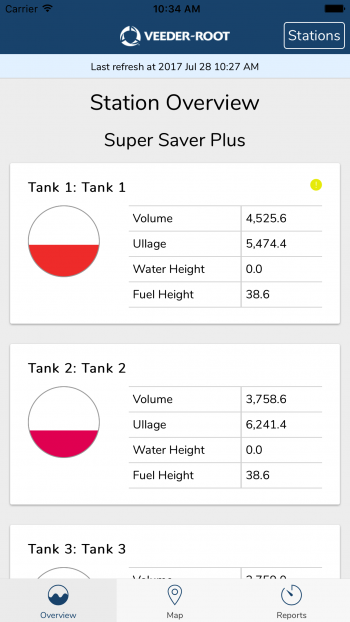 Carrier 10:34 AM
VEEDER-ROOT Stations
Last refresh at 2017 Jul 28 10:27 AM
Station Overview
Super Saver Plus
Tank 1: Tank 1
Volume 4,525.6
Ullage 5,474.4
Water Height 0.0
Fuel Height 38.6
Tank 2: Tank 2
Volume 3,758.6
Ullage 6,241.4
Water Height 0.0
Fuel Height 38.6
Tank 3: Tank 3
Overview Map Reports